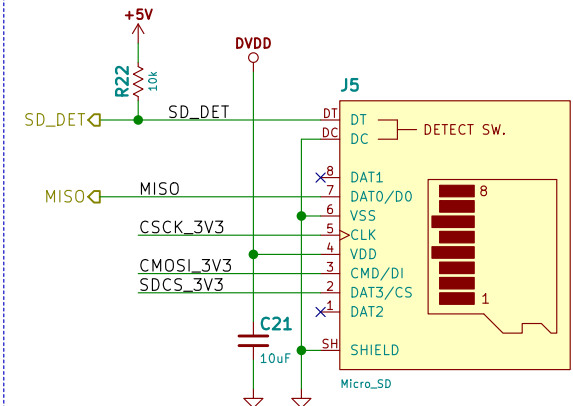 +5V
DVDD
R22
10k
J5
SD_DET
SD_DET
DT
DT
DC
DC
DETECT SW.
8
DAT1
8
MISO
MISO
7
DAT0/D0
6
VSS
CSCK_3V3
5
CLK
4
VDD
CMOSI_3V3
3
CMD/DI
SDCS_3V3
2
DAT3/CS
1
1
DAT2
C21
10uF
SH
SHIELD
Micro_SD